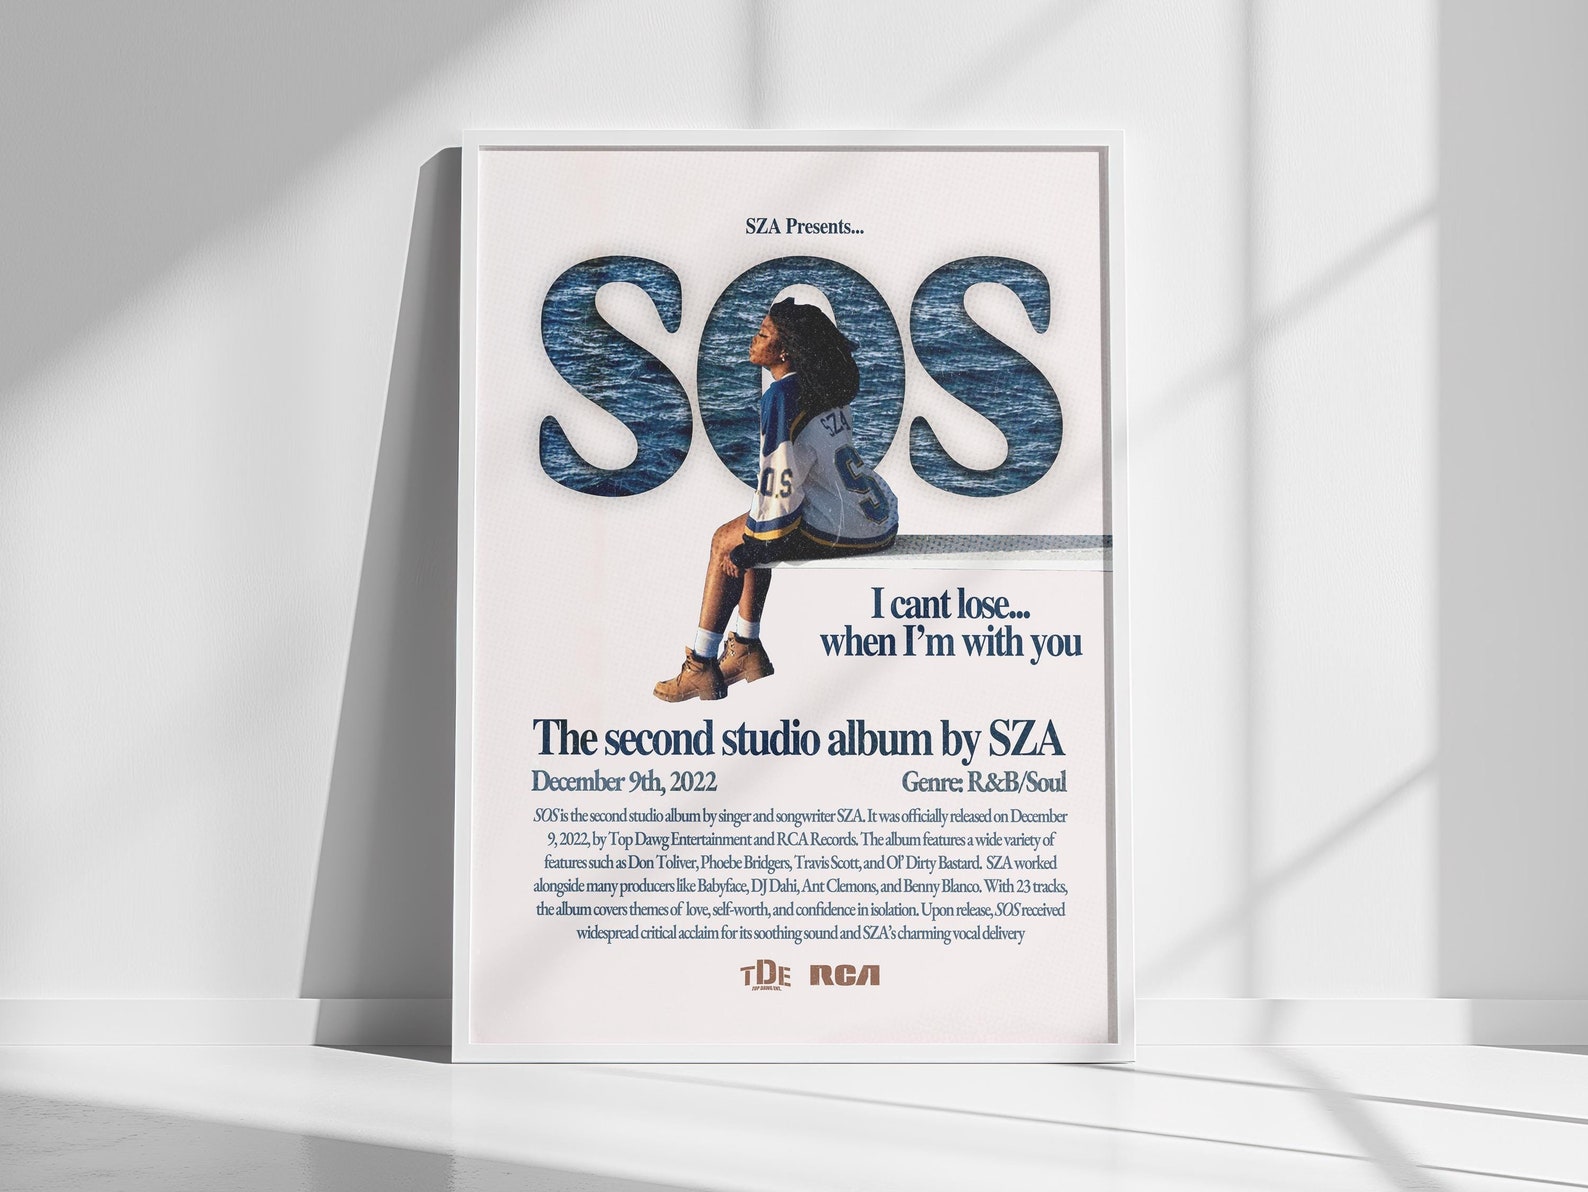 SZA Presents...
SOS
SZA
O.S
S
I cant lose...
when I'm with you
The second studio album by SZA
December 9th, 2022
Genre: R&B/Soul
SOS is the second studio album by singer and songwriter SZA. It was officially released on December
9, 2022, by Top Dawg Entertainment and RCA Records. The album features a wide variety of
features such as Don Toliver, Phoebe Bridgers, Travis Scott, and Ol' Dirty Bastard. SZA worked
alongside many producers like Babyface, DJ Dahi, Ant Clemons, and Benny Blanco. With 23 tracks,
the album covers themes of love, self-worth, and confidence in isolation. Upon release, SOS received
widespread critical acclaim for its soothing sound and SZA's charming vocal delivery
TDE
TOP DAWG ENT.
RCA